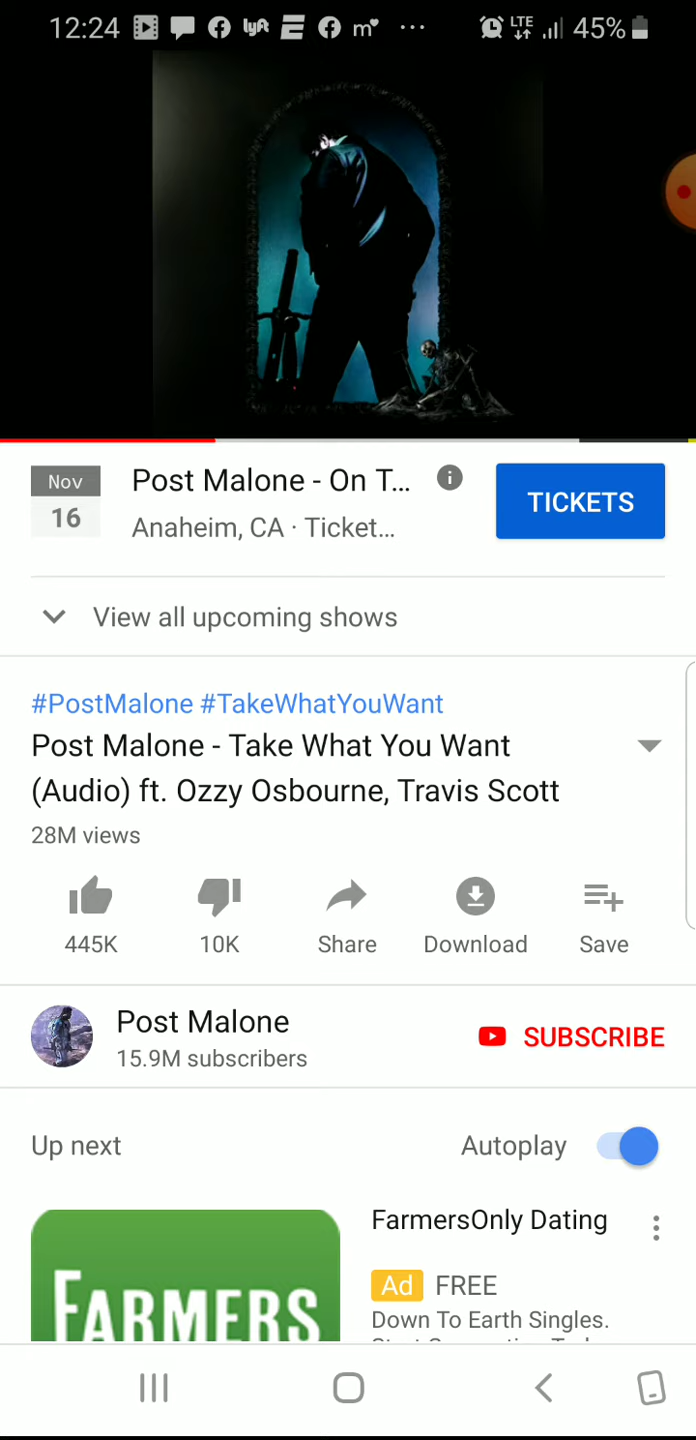 12:24 lyft E m LTE 45%
Nov
16
Post Malone - On T...
Anaheim, CA · Ticket...
TICKETS
View all upcoming shows
#PostMalone #TakeWhatYouWant
Post Malone - Take What You Want
(Audio) ft. Ozzy Osbourne, Travis Scott
28M views
445K
10K
Share
Download
Save
Post Malone
15.9M subscribers
SUBSCRIBE
Up next
Autoplay
FARMERS
FarmersOnly Dating
Ad FREE
Down To Earth Singles.